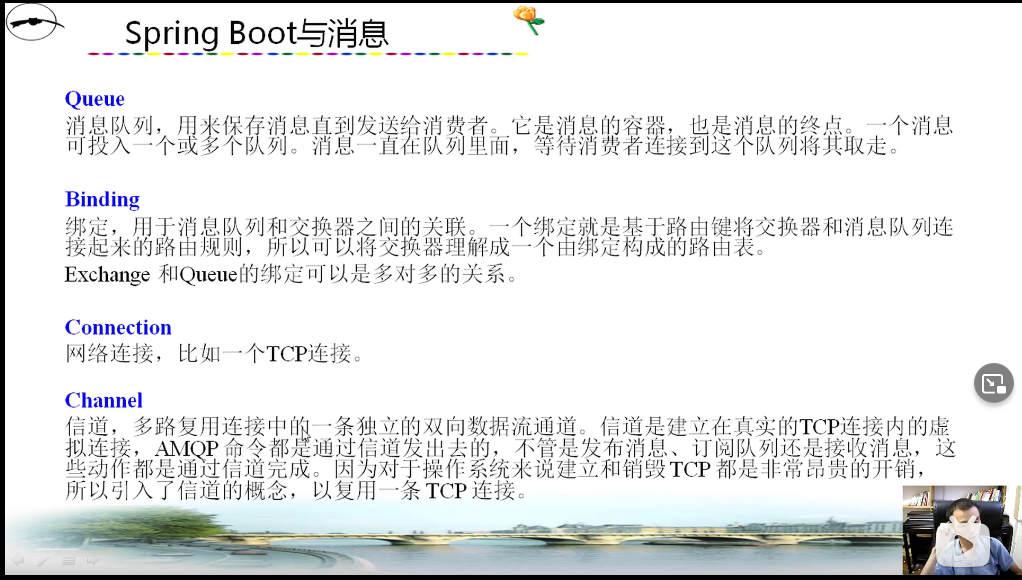 Spring Boot与消息
Queue
消息队列，用来保存消息直到发送给消费者。它是消息的容器，也是消息的终点。一个消息
可投入一个或多个队列。消息一直在队列里面，等待消费者连接到这个队列将其取走。
Binding
绑定，用于消息队列和交换器之间的关联。一个绑定就是基于路由键将交换器和消息队列连
接起来的路由规则，所以可以将交换器理解成一个由绑定构成的路由表。
Exchange 和Queue的绑定可以是多对多的关系。
Connection
网络连接，比如一个TCP连接。
Channel
信道，多路复用连接中的一条独立的双向数据流通道。信道是建立在真实的TCP连接内的虚
拟连接，AMQP 命令都是通过信道发出去的，不管是发布消息、订阅队列还是接收消息，这
些动作都是通过信道完成。因为对于操作系统来说建立和销毁 TCP 都是非常昂贵的开销，
所以引入了信道的概念，以复用一条 TCP 连接。